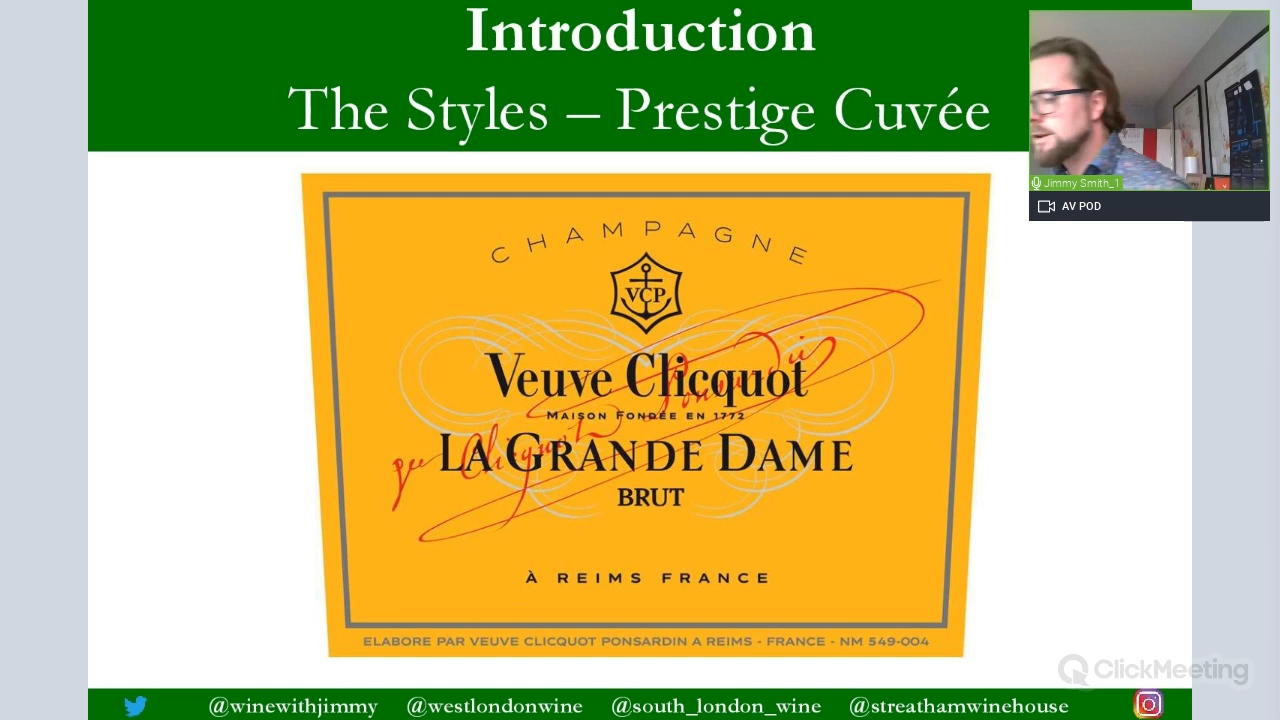 Introduction
The Styles – Prestige Cuvée
Jimmy Smith_1
AV POD
CHAMPAGNE
VCP
Veuve Clicquot
MAISON FONDÉE EN 1772
LA GRANDE DAME
BRUT
À REIMS FRANCE
ELABORE PAR VEUVE CLICQUOT PONSARDIN A REIMS - FRANCE - NM 549-004
ClickMeeting
@winewithjimmy @westlondonwine @south_london_wine @streathamwinehouse